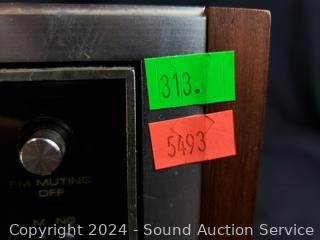 313.
5493
FM MUTING
OFF
Copyright 2024 - Sound Auction Service